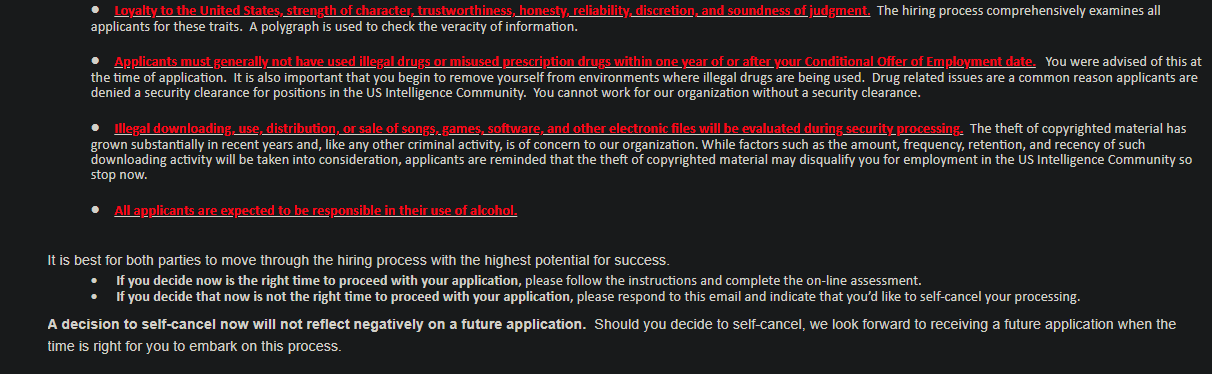 ● Loyalty to the United States, strength of character, trustworthiness, honesty, reliability, discretion, and soundness of judgment. The hiring process comprehensively examines all
applicants for these traits. A polygraph is used to check the veracity of information.
● Applicants must generally not have used illegal drugs or misused prescription drugs within one year of or after your Conditional Offer of Employment date. You were advised of this at
the time of application. It is also important that you begin to remove yourself from environments where illegal drugs are being used. Drug related issues are a common reason applicants are
denied a security clearance for positions in the US Intelligence Community. You cannot work for our organization without a security clearance.
● Illegal downloading, use, distribution, or sale of songs, games, software, and other electronic files will be evaluated during security processing. The theft of copyrighted material has
grown substantially in recent years and, like any other criminal activity, is of concern to our organization. While factors such as the amount, frequency, retention, and recency of such
downloading activity will be taken into consideration, applicants are reminded that the theft of copyrighted material may disqualify you for employment in the US Intelligence Community so
stop now.
● All applicants are expected to be responsible in their use of alcohol.
It is best for both parties to move through the hiring process with the highest potential for success.
• If you decide now is the right time to proceed with your application, please follow the instructions and complete the on-line assessment.
• If you decide that now is not the right time to proceed with your application, please respond to this email and indicate that you'd like to self-cancel your processing.
A decision to self-cancel now will not reflect negatively on a future application. Should you decide to self-cancel, we look forward to receiving a future application when the
time is right for you to embark on this process.